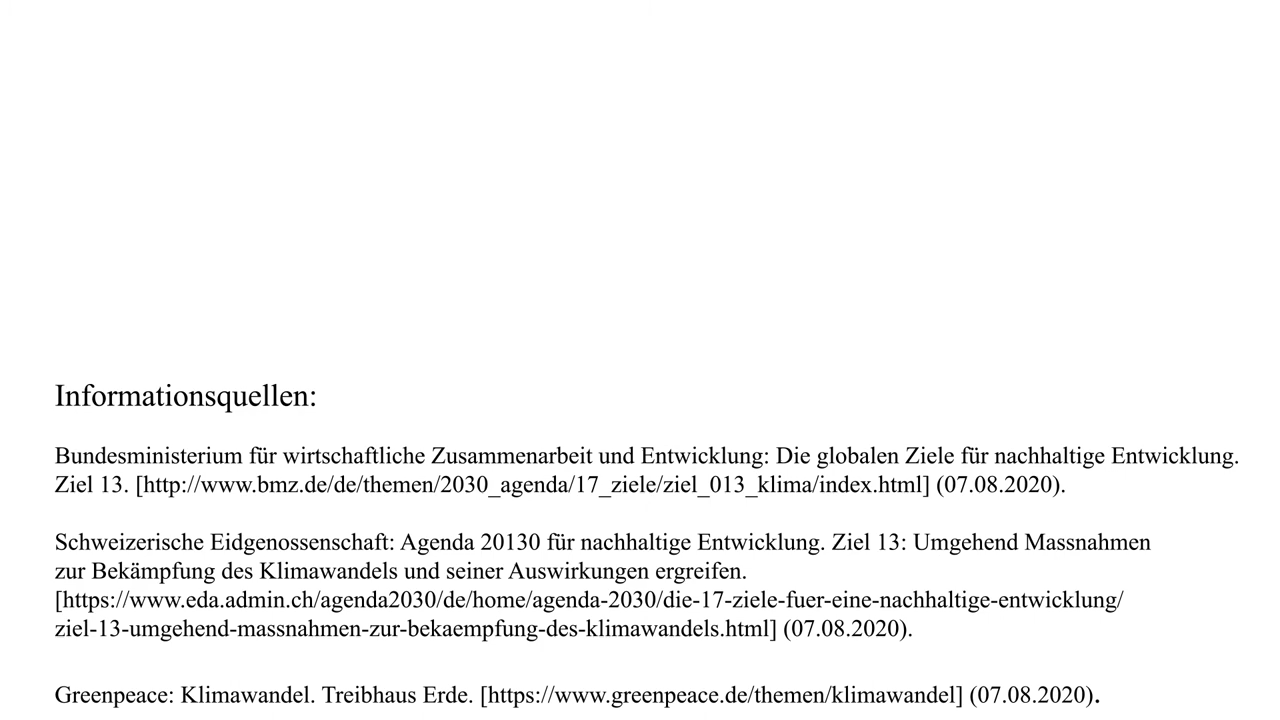 Informationsquellen:
Bundesministerium für wirtschaftliche Zusammenarbeit und Entwicklung: Die globalen Ziele für nachhaltige Entwicklung.
Ziel 13. [http://www.bmz.de/de/themen/2030_agenda/17_ziele/ziel_013_klima/index.html] (07.08.2020).
Schweizerische Eidgenossenschaft: Agenda 20130 für nachhaltige Entwicklung. Ziel 13: Umgehend Massnahmen
zur Bekämpfung des Klimawandels und seiner Auswirkungen ergreifen.
[https://www.eda.admin.ch/agenda2030/de/home/agenda-2030/die-17-ziele-fuer-eine-nachhaltige-entwicklung/
ziel-13-umgehend-massnahmen-zur-bekaempfung-des-klimawandels.html] (07.08.2020).
Greenpeace: Klimawandel. Treibhaus Erde. [https://www.greenpeace.de/themen/klimawandel] (07.08.2020).